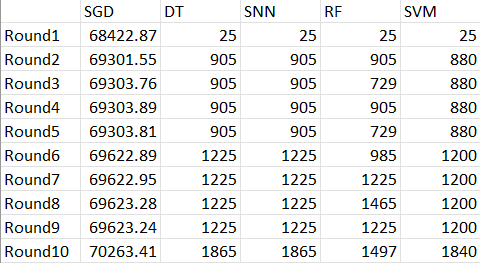 SGD DT SNN RF SVM
Round1 68422.87 25 25 25 25
Round2 69301.55 905 905 905 880
Round3 69303.76 905 905 729 880
Round4 69303.89 905 905 905 880
Round5 69303.81 905 905 729 880
Round6 69622.89 1225 1225 985 1200
Round7 69622.95 1225 1225 1225 1200
Round8 69623.28 1225 1225 1465 1200
Round9 69623.24 1225 1225 1225 1200
Round10 70263.41 1865 1865 1497 1840